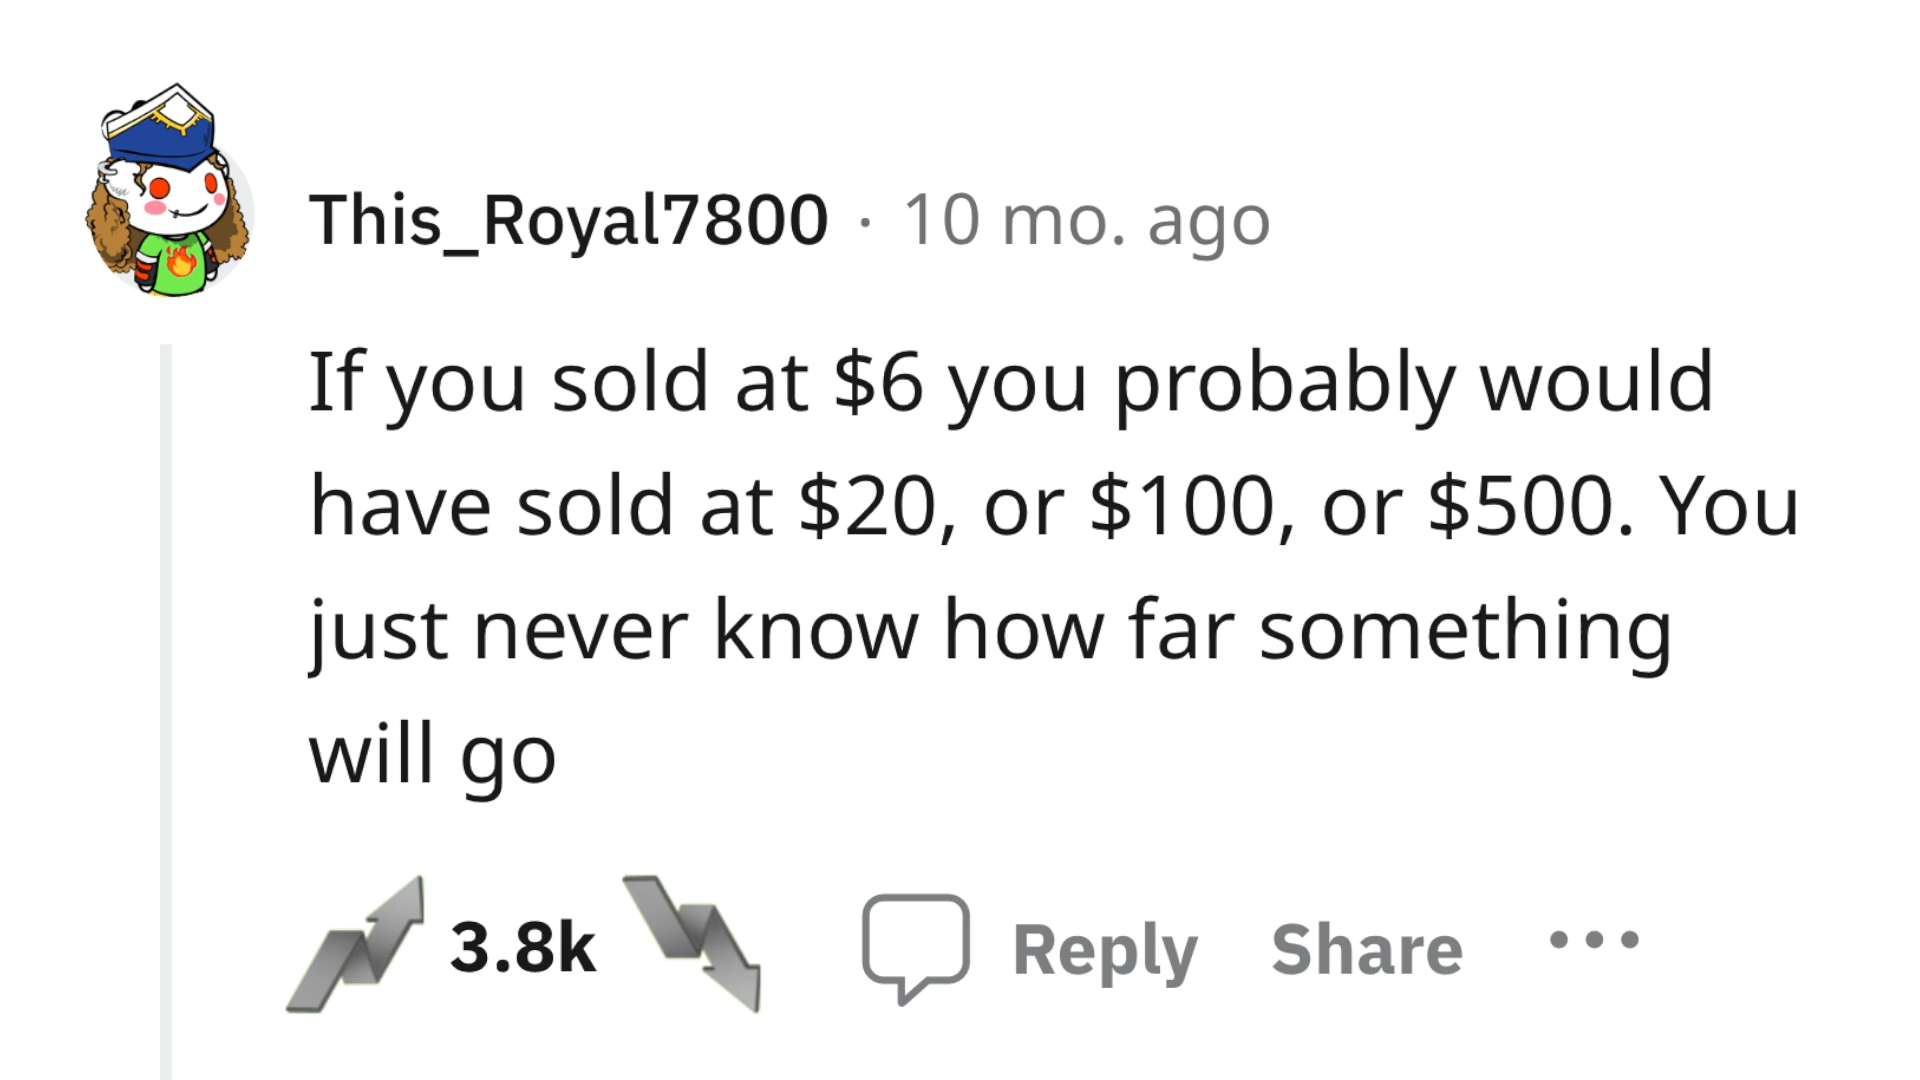 This_Royal7800 · 10 mo. ago
If you sold at $6 you probably would
have sold at $20, or $100, or $500. You
just never know how far something
will go
3.8k Reply Share •••